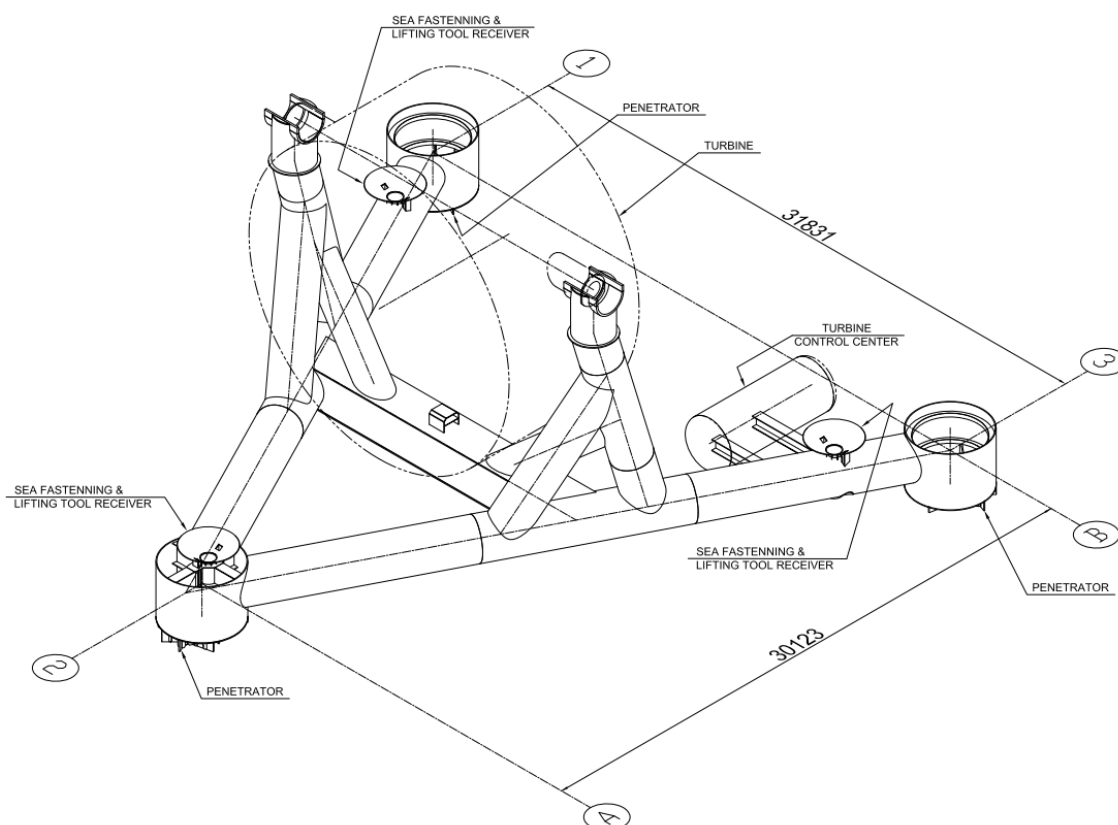 SEA FASTENNING &
LIFTING TOOL RECEIVER
1
PENETRATOR
TURBINE
31831
TURBINE
CONTROL CENTER
3
SEA FASTENNING &
LIFTING TOOL RECEIVER
B
SEA FASTENNING &
LIFTING TOOL RECEIVER
PENETRATOR
30123
2
PENETRATOR
A